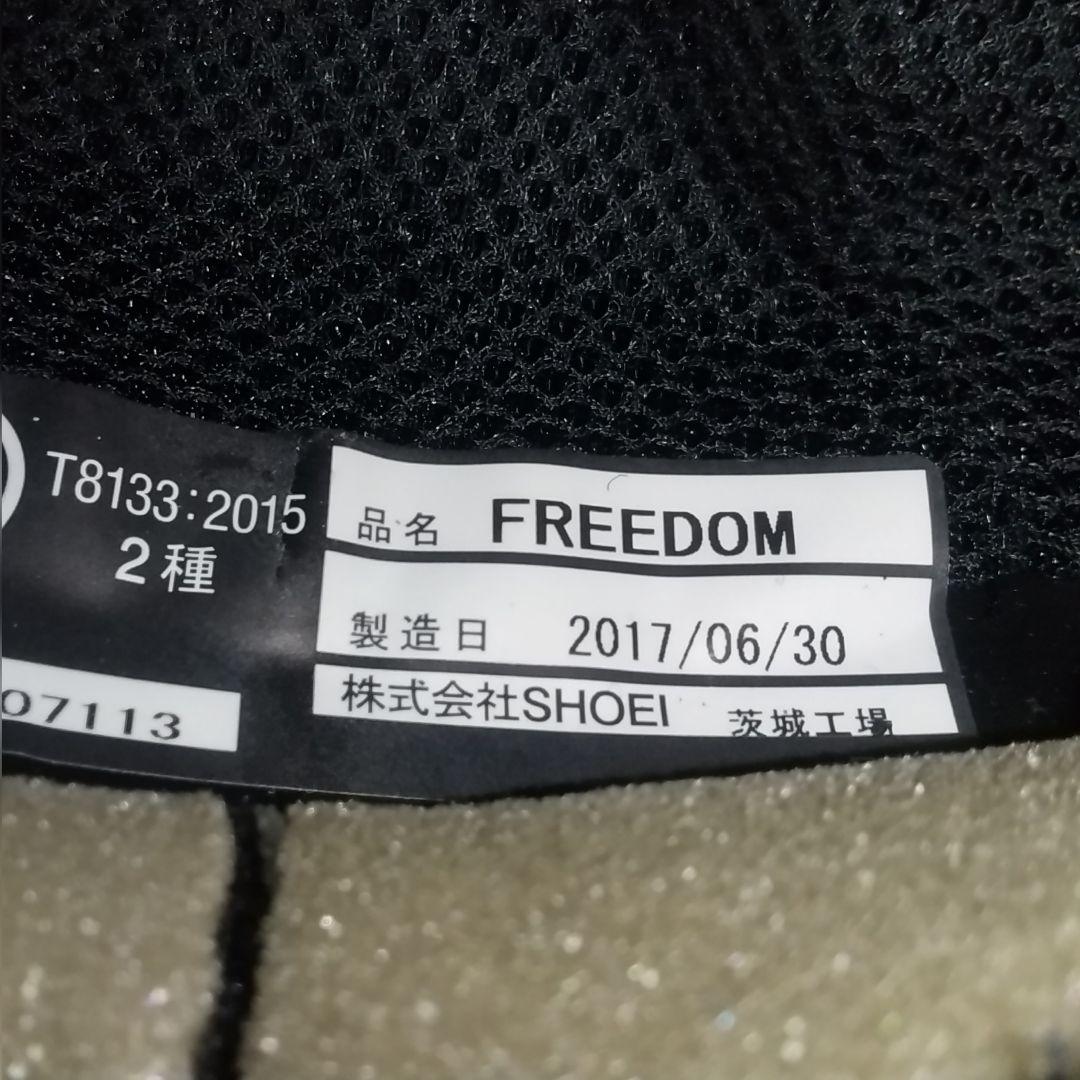 T8133:2015
2種
07113
品名 FREEDOM
製造日 2017/06/30
株式会社SHOEI 茨城工場